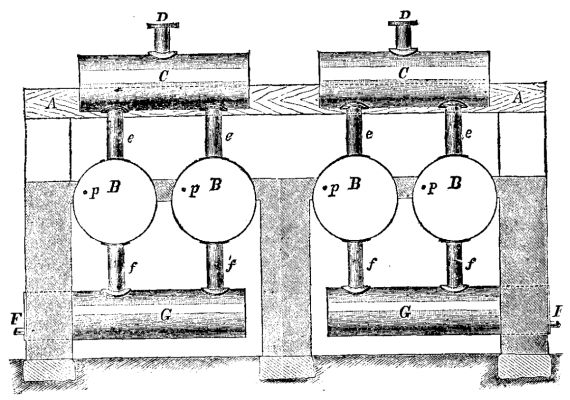 D D
C C
A A
e e e e
p B p B p B p B
f f f f
F G G F